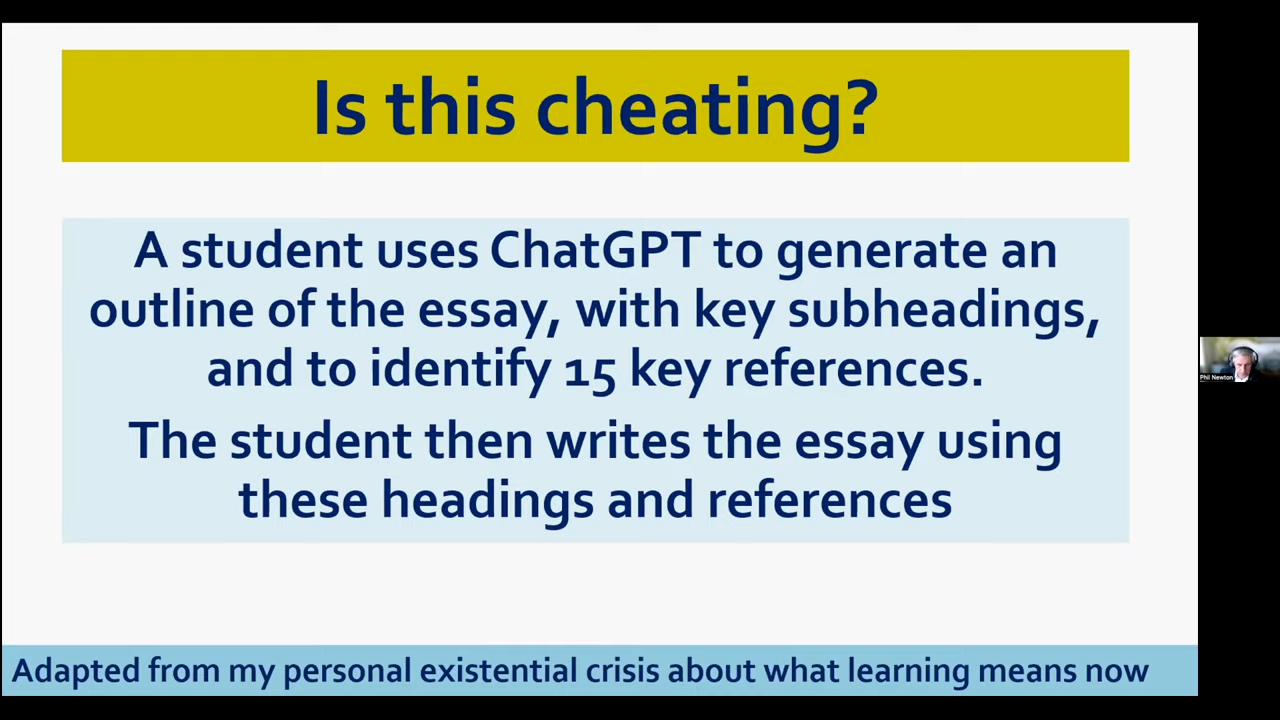 Is this cheating?
A student uses ChatGPT to generate an
outline of the essay, with key subheadings,
and to identify 15 key references.
The student then writes the essay using
these headings and references
Phil Newton
Adapted from my personal existential crisis about what learning means now